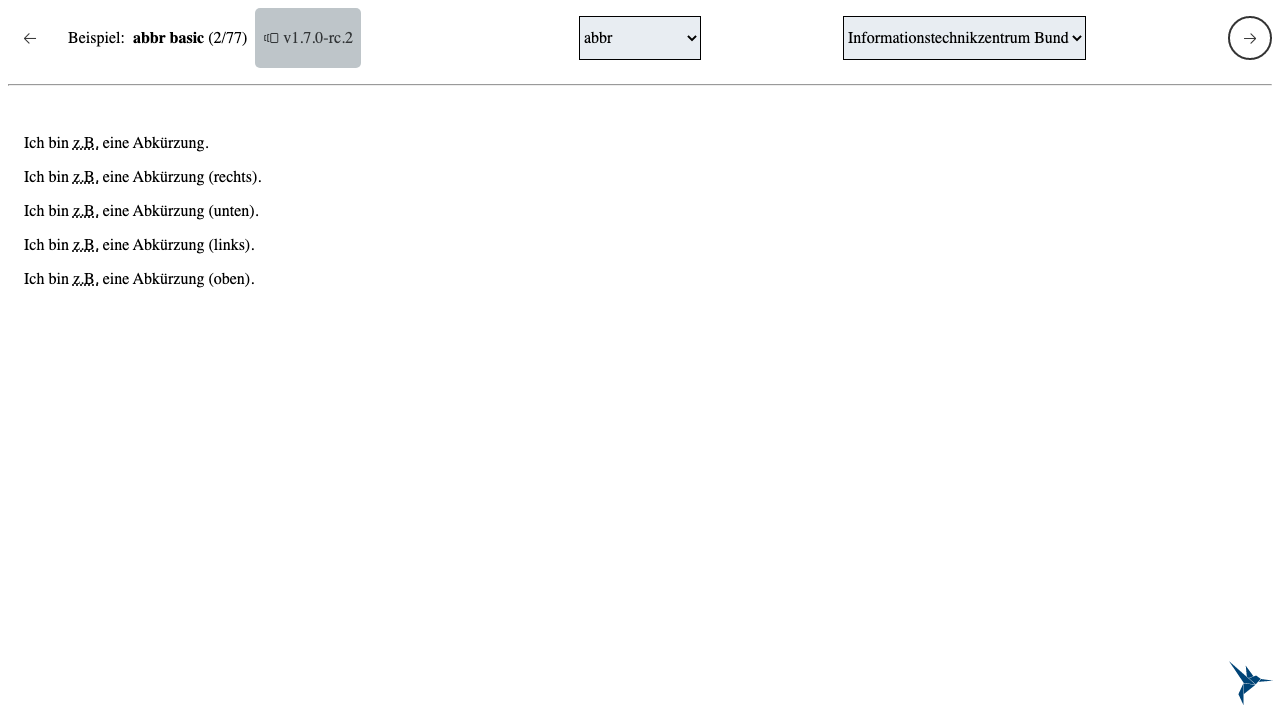 Beispiel: abbr basic (2/77) v1.7.0-rc.2 abbr Informationstechnikzentrum Bund
Ich bin z.B. eine Abkürzung.
Ich bin z.B. eine Abkürzung (rechts).
Ich bin z.B. eine Abkürzung (unten).
Ich bin z.B. eine Abkürzung (links).
Ich bin z.B. eine Abkürzung (oben).